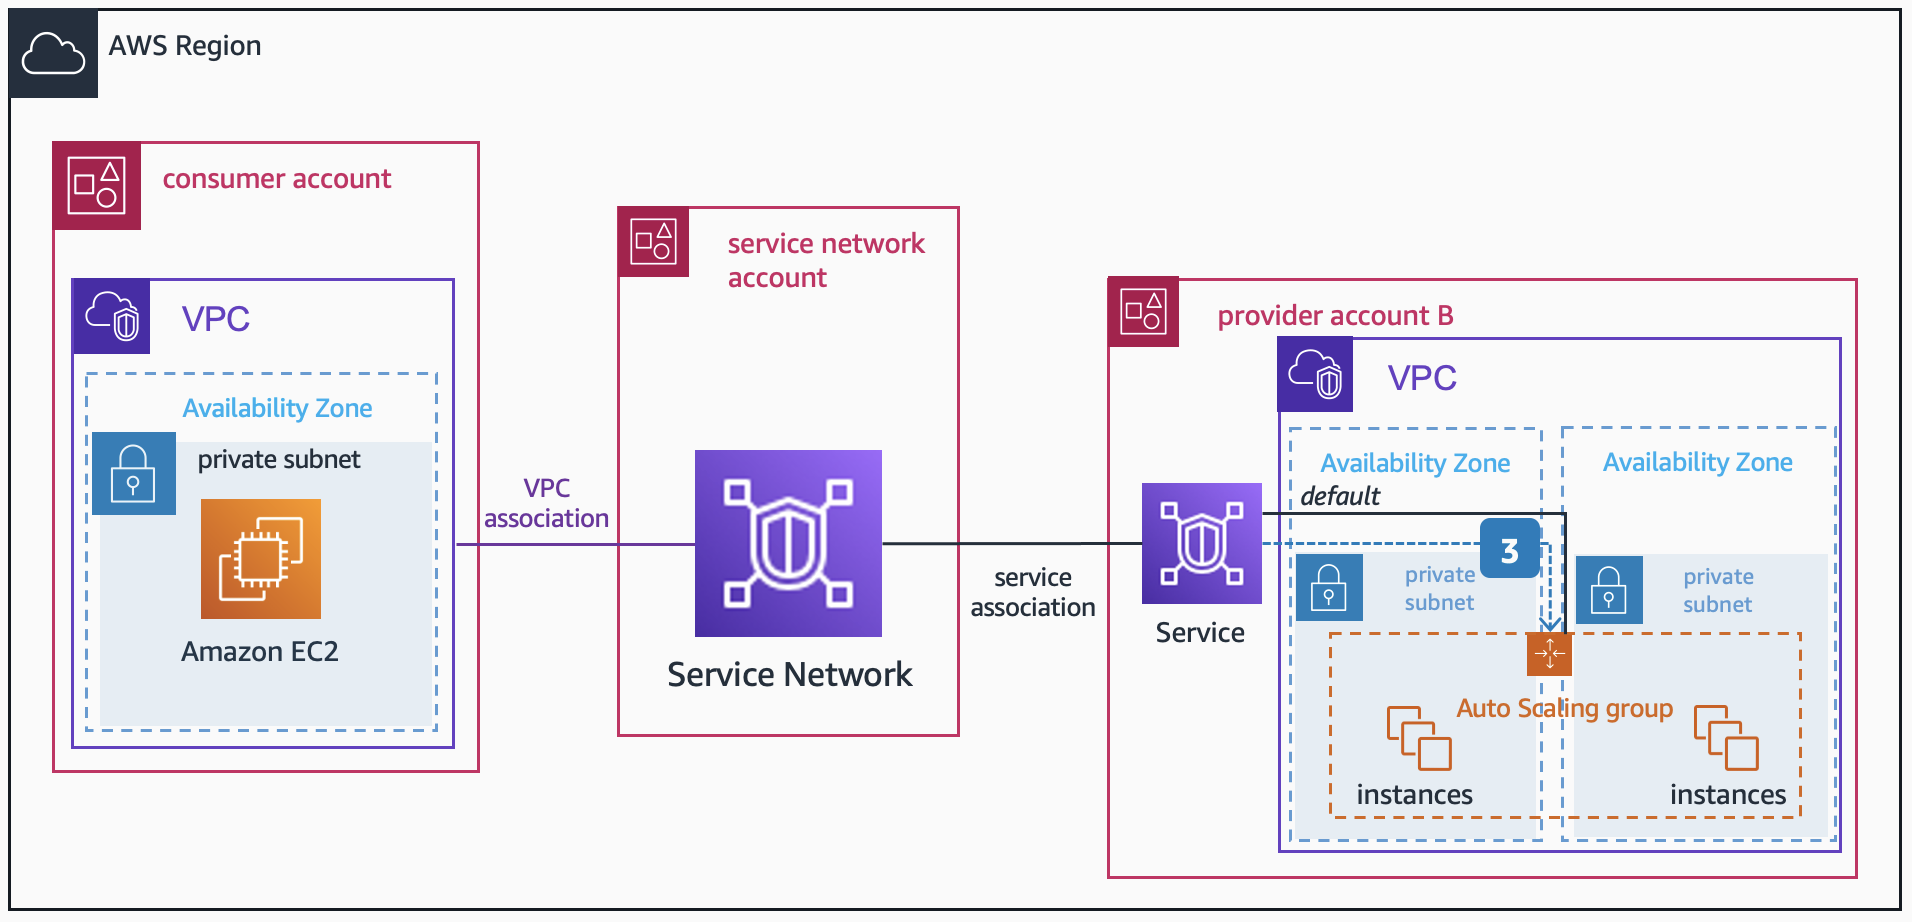 AWS Region
consumer account
VPC
Availability Zone
private subnet
Amazon EC2
VPC
association
service network
account
Service Network
service
association
provider account B
VPC
Service
Availability Zone
default
3
private
subnet
Availability Zone
private
subnet
Auto Scaling group
instances
instances